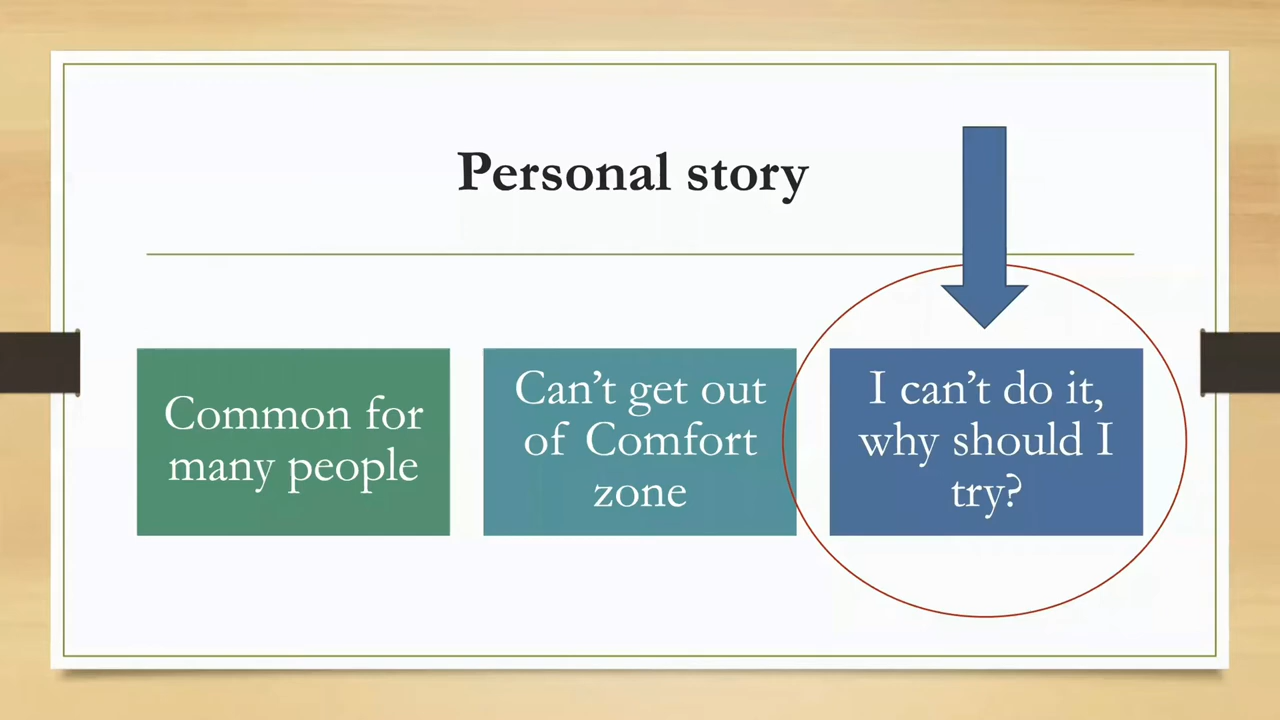 Personal story
Common for
many people
Can’t get out
of Comfort
zone
I can’t do it,
why should I
try?